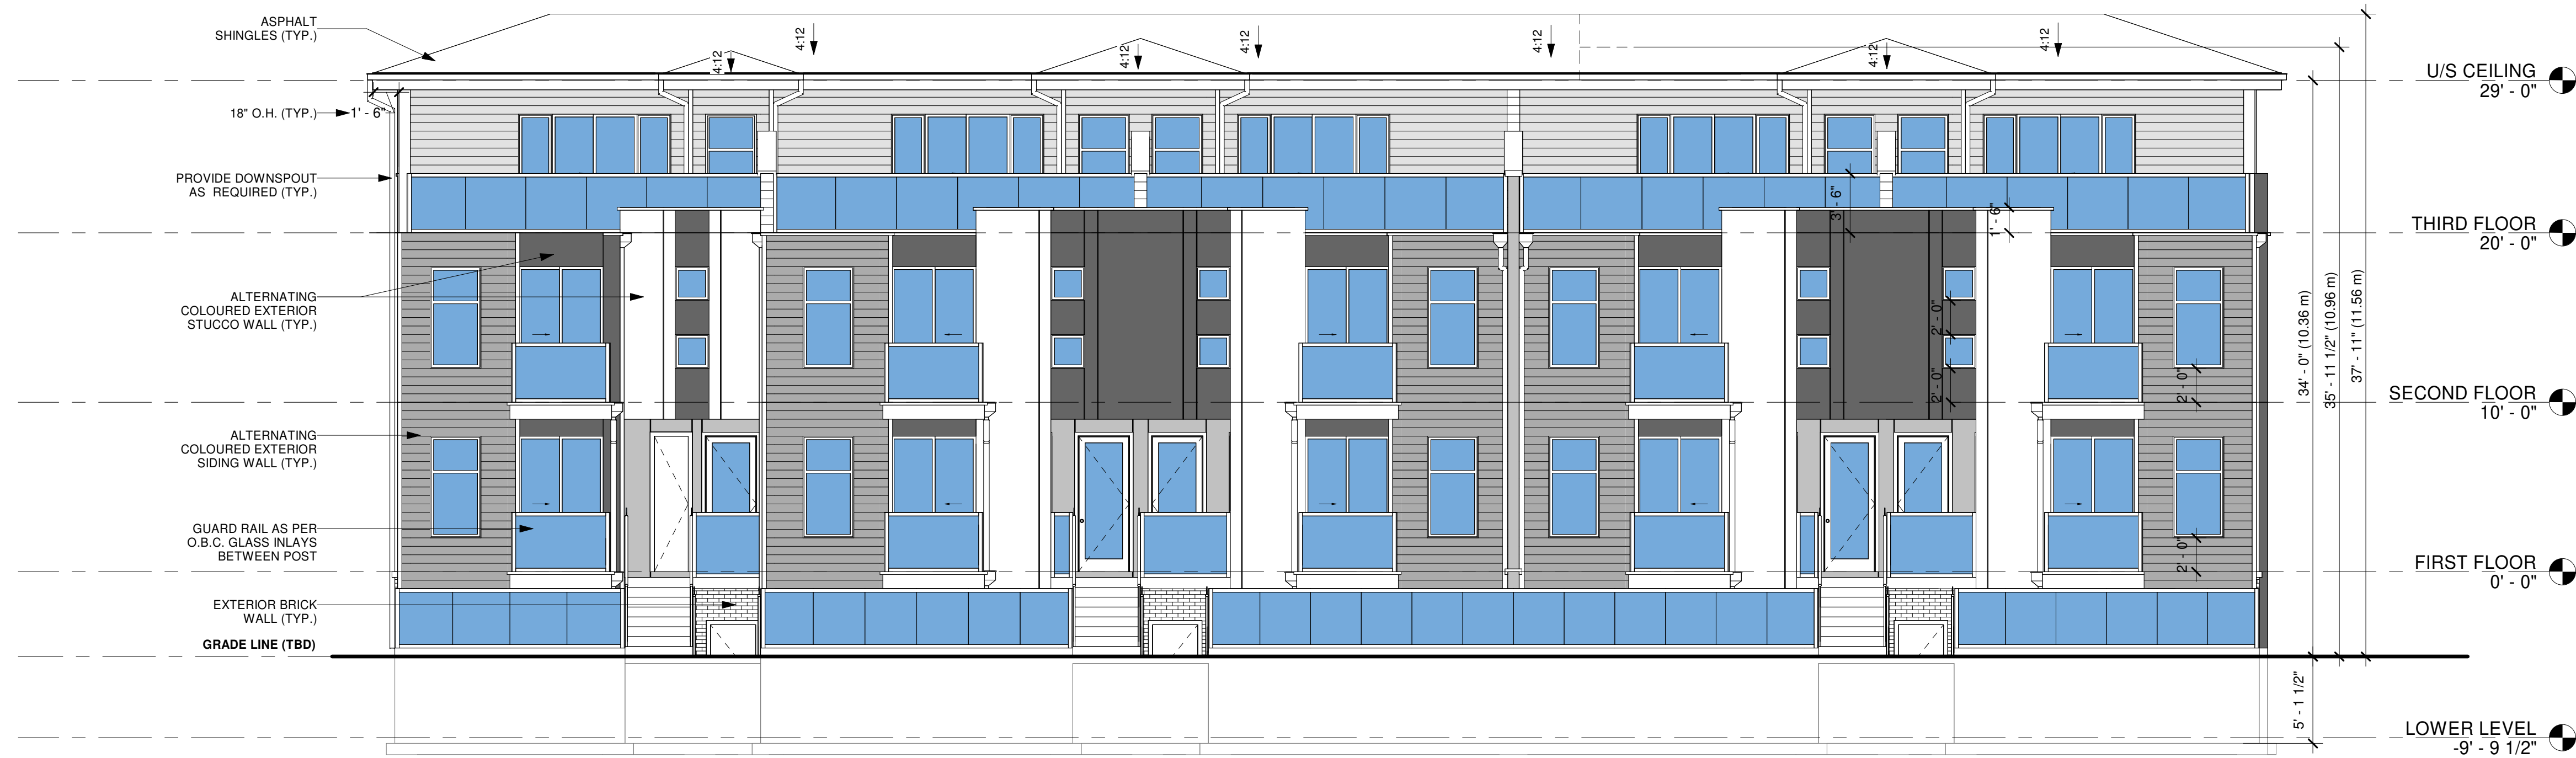 ASPHALT
SHINGLES (TYP.)
18" O.H. (TYP.)
1' - 6"
PROVIDE DOWNSPOUT
AS REQUIRED (TYP.)
ALTERNATING
COLOURED EXTERIOR
STUCCO WALL (TYP.)
ALTERNATING
COLOURED EXTERIOR
SIDING WALL (TYP.)
GUARD RAIL AS PER
O.B.C. GLASS INLAYS
BETWEEN POST
EXTERIOR BRICK
WALL (TYP.)
GRADE LINE (TBD)
4:12
4:12
4:12
4:12
4:12
4:12
4:12
3' - 6"
1' - 6"
2' - 0"
2' - 0"
2' - 0"
2' - 0"
34' - 0" (10.36 m)
35' - 11 1/2" (10.96 m)
37' - 11" (11.56 m)
5' - 1 1/2"
U/S CEILING
29' - 0"
THIRD FLOOR
20' - 0"
SECOND FLOOR
10' - 0"
FIRST FLOOR
0' - 0"
LOWER LEVEL
-9' - 9 1/2"